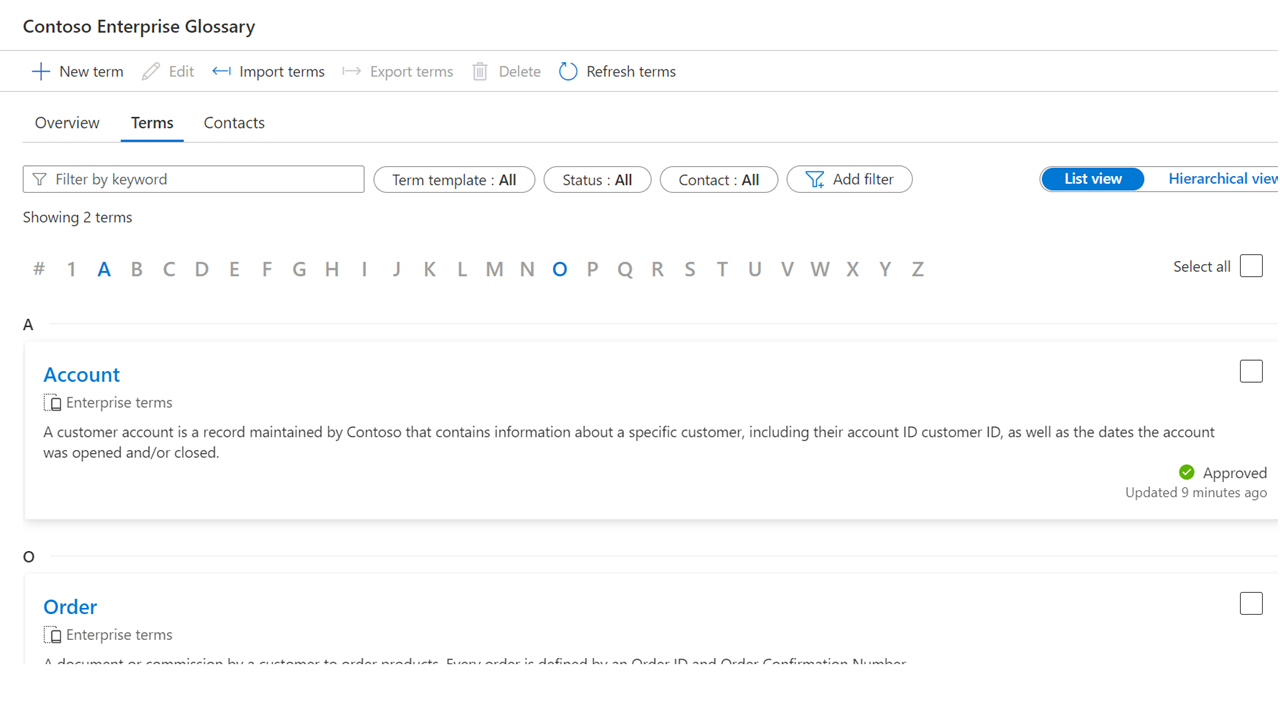 Contoso Enterprise Glossary
New term Edit Import terms Export terms Delete Refresh terms
Overview Terms Contacts
Filter by keyword Term template : All Status : All Contact : All Add filter List view Hierarchical view
Showing 2 terms
# 1 A B C D E F G H I J K L M N O P Q R S T U V W X Y Z Select all
A
Account
Enterprise terms
A customer account is a record maintained by Contoso that contains information about a specific customer, including their account ID customer ID, as well as the dates the account
was opened and/or closed.
Approved
Updated 9 minutes ago
O
Order
Enterprise terms
A document or commission by a customer to order products. Every order is defined by an Order ID and Order Confirmation Number